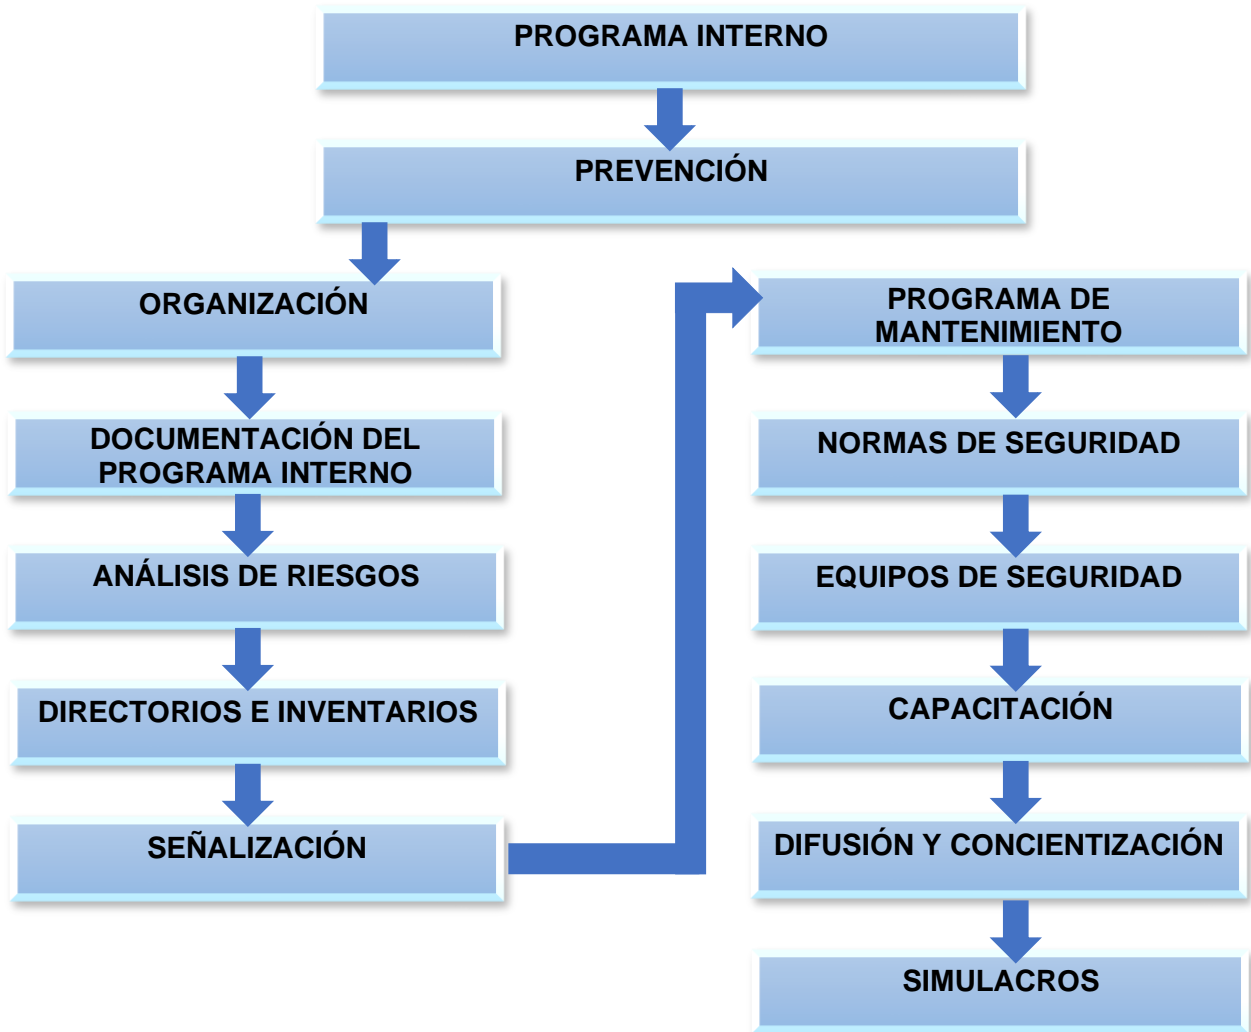 PROGRAMA INTERNO
PREVENCIÓN
ORGANIZACIÓN
DOCUMENTACIÓN DEL
PROGRAMA INTERNO
ANÁLISIS DE RIESGOS
DIRECTORIOS E INVENTARIOS
SEÑALIZACIÓN
PROGRAMA DE
MANTENIMIENTO
NORMAS DE SEGURIDAD
EQUIPOS DE SEGURIDAD
CAPACITACIÓN
DIFUSIÓN Y CONCIENTIZACIÓN
SIMULACROS